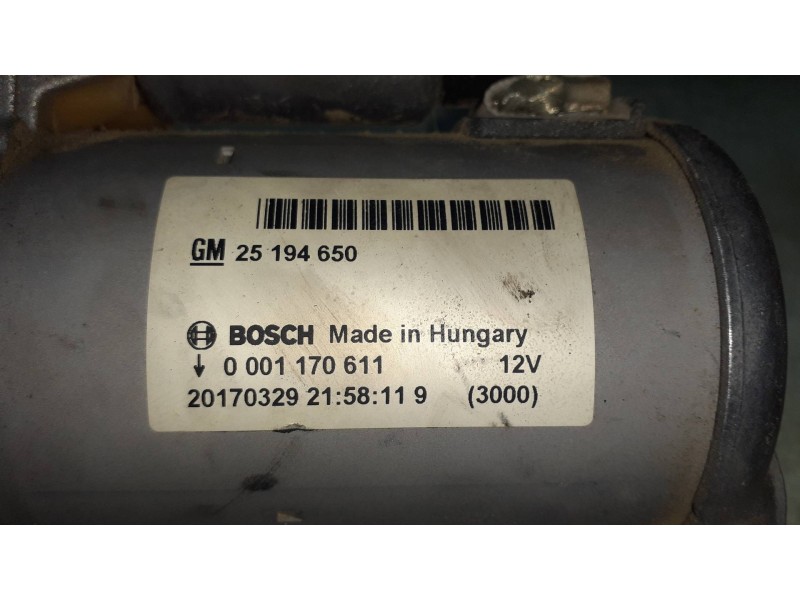 GM 25 194 650
BOSCH Made in Hungary
0 001 170 611 12V
20170329 21:58:11 9 (3000)